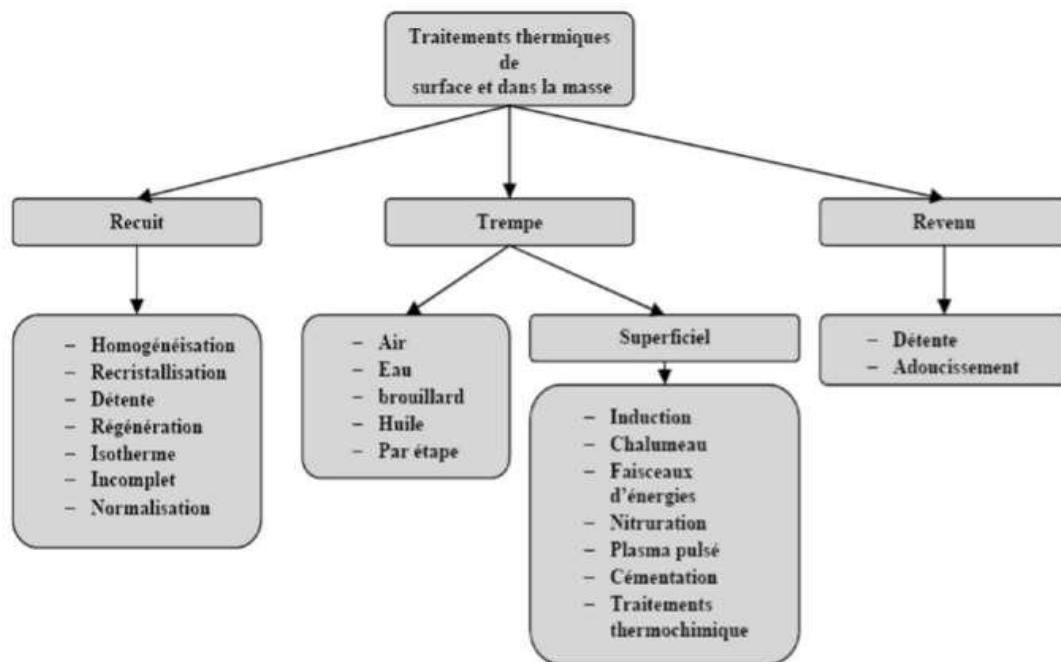 Traitements thermiques
de
surface et dans la masse
Recuit
Trempe
Revenu
– Homogénéisation
– Recristallisation
– Détente
– Régénération
– Isotherme
– Incomplet
– Normalisation
– Air
– Eau
– brouillard
– Huile
– Par étape
Superficiel
– Induction
– Chalumeau
– Faisceaux
d'énergies
– Nitruration
– Plasma pulsé
– Cémentation
– Traitements
thermochimique
– Détente
– Adoucissement